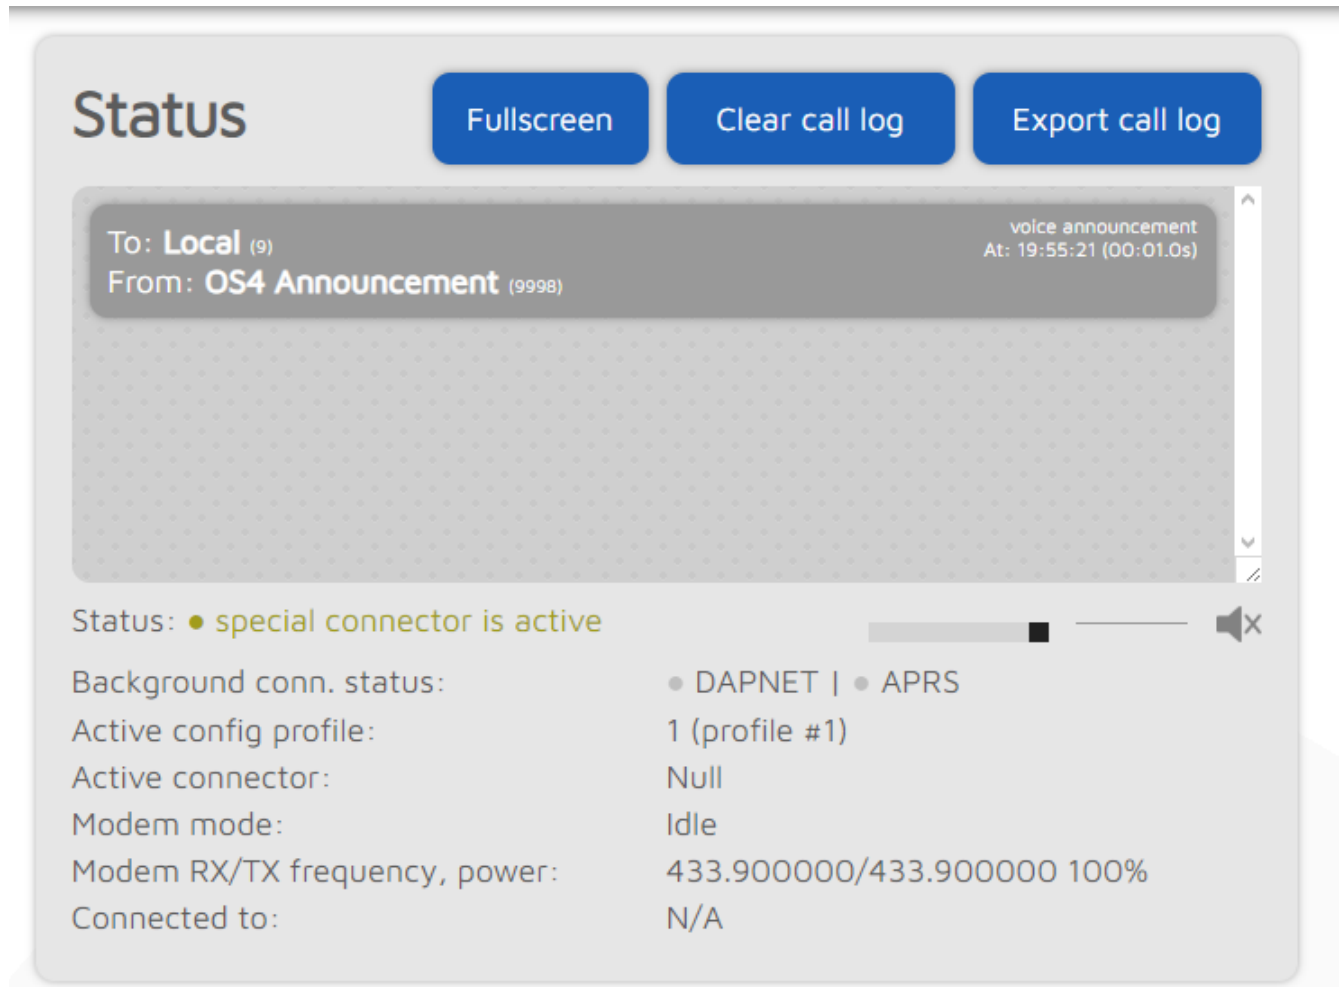 Status
Fullscreen
Clear call log
Export call log
To: Local (9)
From: OS4 Announcement (9998)
voice announcement
At: 19:55:21 (00:01.0s)
Status: ● special connector is active
Background conn. status: ● DAPNET | ● APRS
Active config profile: 1 (profile #1)
Active connector: Null
Modem mode: Idle
Modem RX/TX frequency, power: 433.900000/433.900000 100%
Connected to: N/A